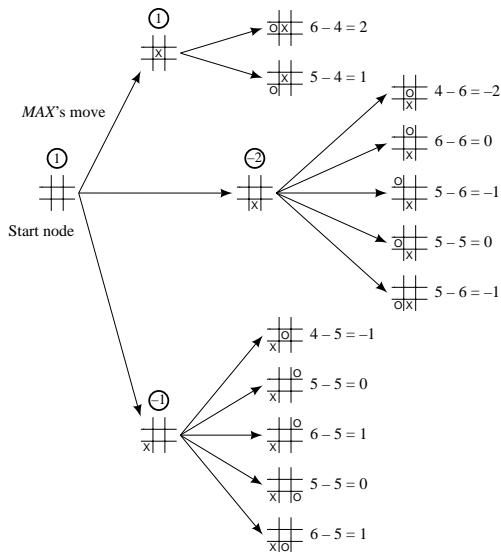 1
X
O X
6 – 4 = 2
X
O
5 – 4 = 1
MAX's move
1
Start node
–2
X
O
X
4 – 6 = –2
O
X
6 – 6 = 0
O
X
5 – 6 = –1
O
X
5 – 5 = 0
O X
5 – 6 = –1
–1
X
O
X
4 – 5 = –1
O
X
5 – 5 = 0
O
X
6 – 5 = 1
X O
5 – 5 = 0
X O
6 – 5 = 1